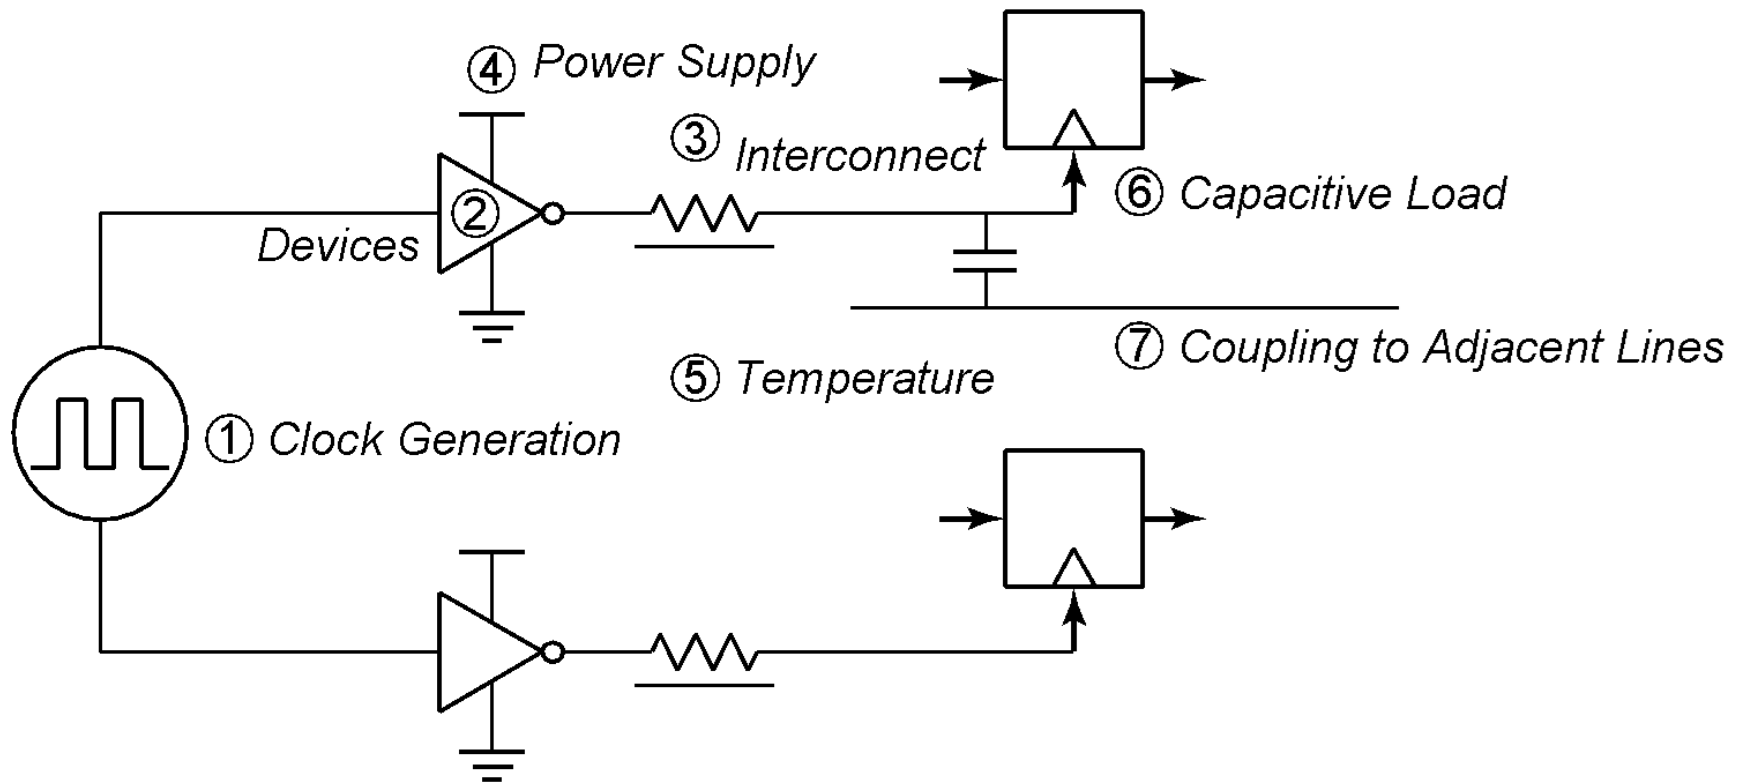 ④ Power Supply
③ Interconnect
② Devices
⑥ Capacitive Load
⑦ Coupling to Adjacent Lines
⑤ Temperature
① Clock Generation